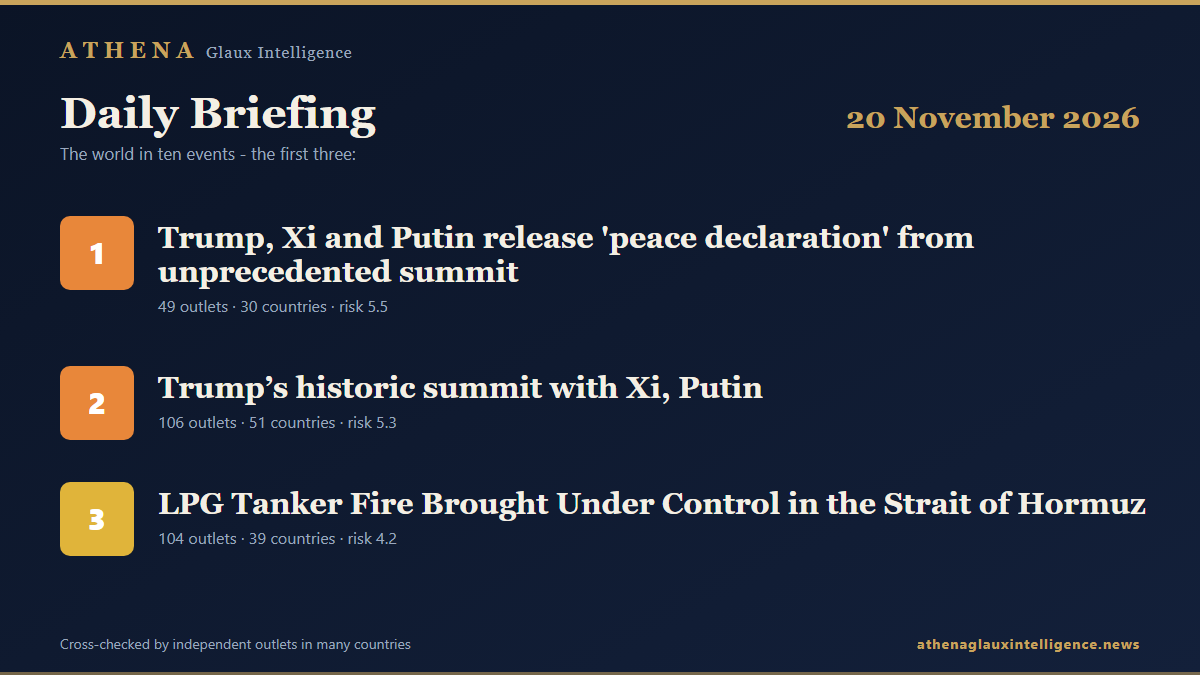 ATHENA Glaux Intelligence
Daily Briefing
20 November 2026
The world in ten events - the first three:
1
Trump, Xi and Putin release 'peace declaration' from
unprecedented summit
49 outlets · 30 countries · risk 5.5
2
Trump’s historic summit with Xi, Putin
106 outlets · 51 countries · risk 5.3
3
LPG Tanker Fire Brought Under Control in the Strait of Hormuz
104 outlets · 39 countries · risk 4.2
Cross-checked by independent outlets in many countries
athenaglauxintelligence.news